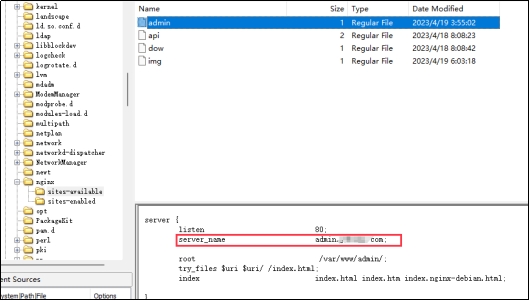 kernel
landscape
ld.so.conf.d
ldap
libblockdev
logcheck
logrotate.d
lvm
mdadm
ModemManager
modprobe.d
modules-load.d
multipath
netplan
network
networkd-dispatcher
NetworkManager
newt
nginx
sites-available
sites-enabled
opt
PackageKit
pam.d
perl
pki
ent Sources
ystem|Path|File Options
Name Size Type Date Modified
admin 1 Regular File 2023/4/19 3:55:02
api 2 Regular File 2023/4/18 8:08:23
dow 1 Regular File 2023/4/18 8:08:42
img 1 Regular File 2023/4/19 6:03:18
server {
listen 80;
server_name admin. com;
root /var/www/admin/;
try_files $uri $uri/ /index.html;
index index.html index.htm index.nginx-debian.html;
}